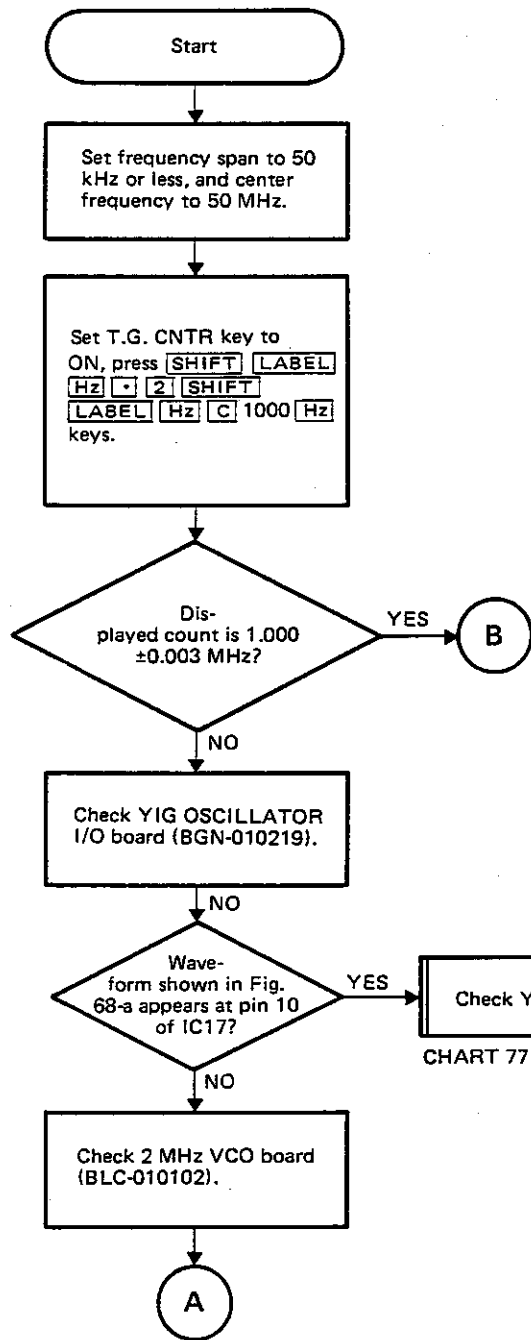 Start
Set frequency span to 50
kHz or less, and center
frequency to 50 MHz.
Set T.G. CNTR key to
ON, press SHIFT LABEL
Hz · 2 SHIFT
LABEL Hz C 1000 Hz
keys.
Dis-
played count is 1.000
±0.003 MHz?
YES
B
NO
Check YIG OSCILLATOR
I/O board (BGN-010219).
NO
Wave-
form shown in Fig.
68-a appears at pin 10
of IC17?
YES
Check Y
CHART 77
NO
Check 2 MHz VCO board
(BLC-010102).
A